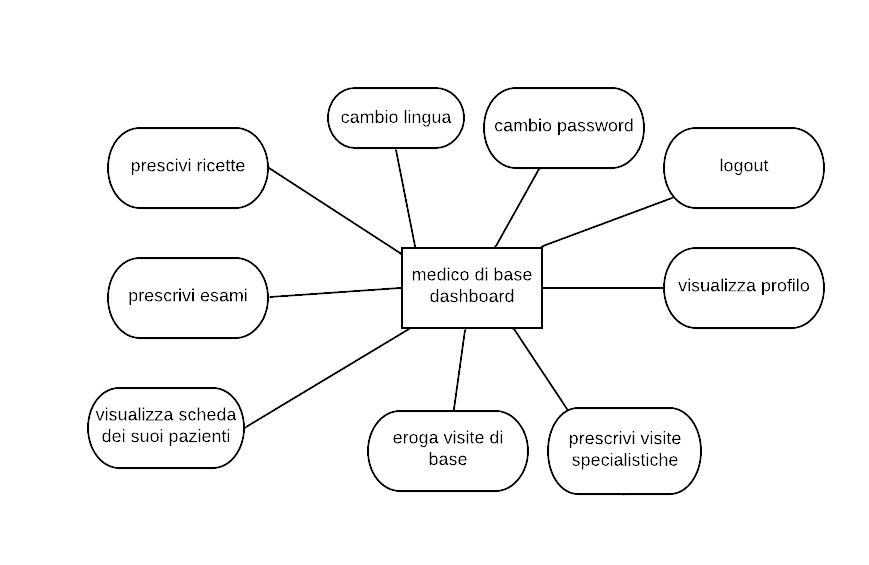 cambio lingua
cambio password
prescivi ricette
logout
medico di base
dashboard
visualizza profilo
prescrivi esami
visualizza scheda
dei suoi pazienti
eroga visite di
base
prescrivi visite
specialistiche